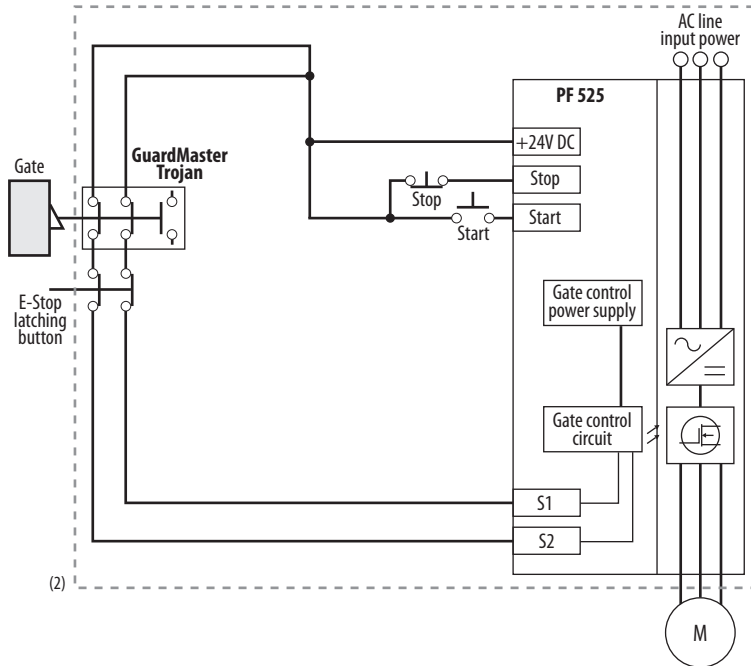 AC line
input power
PF 525
+24V DC
Stop
Start
Stop
Start
Gate
GuardMaster
Trojan
E-Stop
latching
button
Gate control
power supply
Gate control
circuit
S1
S2
(2)
M